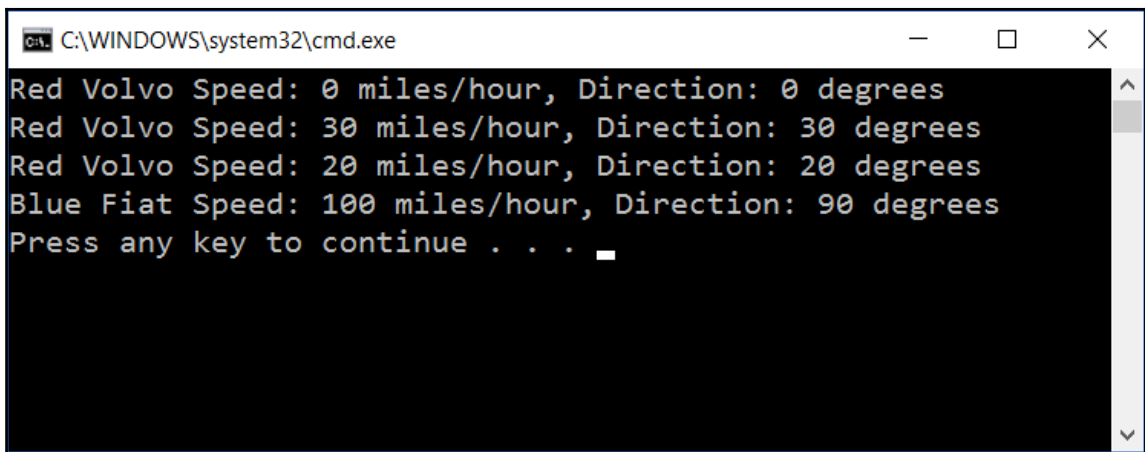 C:\WINDOWS\system32\cmd.exe
Red Volvo Speed: 0 miles/hour, Direction: 0 degrees
Red Volvo Speed: 30 miles/hour, Direction: 30 degrees
Red Volvo Speed: 20 miles/hour, Direction: 20 degrees
Blue Fiat Speed: 100 miles/hour, Direction: 90 degrees
Press any key to continue . . .